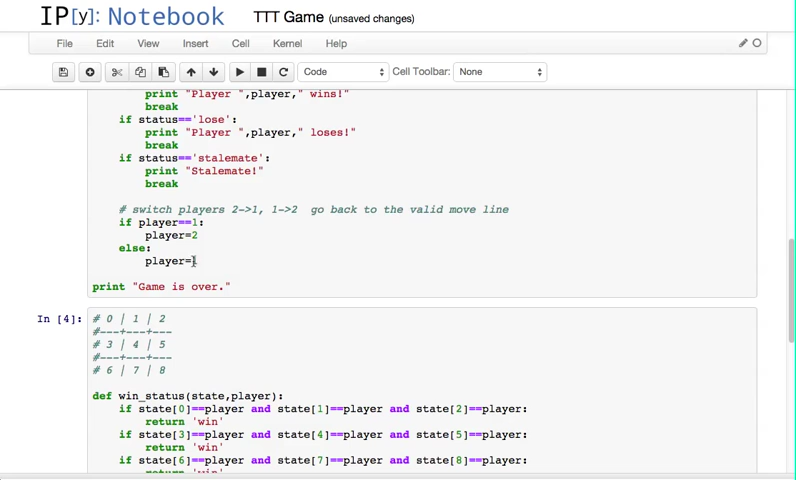 IP[y]: Notebook TTT Game (unsaved changes)
File Edit View Insert Cell Kernel Help
Code Cell Toolbar: None
print "Player ",player," wins!"
break
if status=='lose':
print "Player ",player," loses!"
break
if status=='stalemate':
print "Stalemate!"
break
# switch players 2->1, 1->2 go back to the valid move line
if player==1:
player=2
else:
player=1
print "Game is over."
In [4]: # 0 | 1 | 2
#---+---+---
# 3 | 4 | 5
#---+---+---
# 6 | 7 | 8
def win_status(state,player):
if state[0]==player and state[1]==player and state[2]==player:
return 'win'
if state[3]==player and state[4]==player and state[5]==player:
return 'win'
if state[6]==player and state[7]==player and state[8]==player:
return 'win'